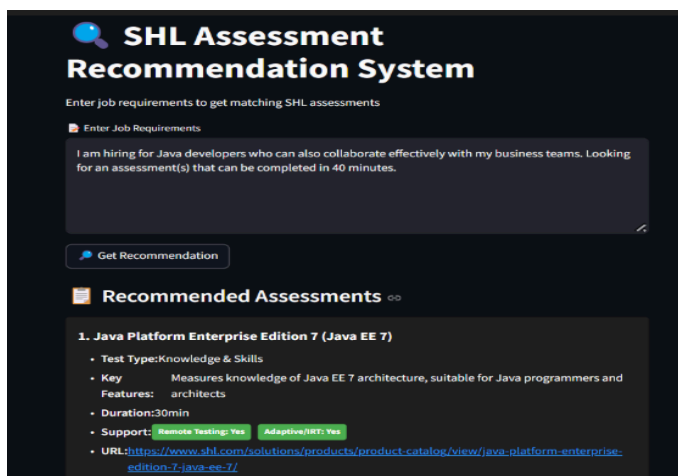 SHL Assessment
Recommendation System
Enter job requirements to get matching SHL assessments
Enter Job Requirements
I am hiring for Java developers who can also collaborate effectively with my business teams. Looking
for an assessment(s) that can be completed in 40 minutes.
Get Recommendation
Recommended Assessments
1. Java Platform Enterprise Edition 7 (Java EE 7)
• Test Type:Knowledge & Skills
• Key Measures knowledge of Java EE 7 architecture, suitable for Java programmers and
Features: architects
• Duration:30min
• Support: Remote Testing: Yes Adaptive/IRT: Yes
• URL:https://www.shl.com/solutions/products/product-catalog/view/java-platform-enterprise-
edition-7-java-ee-7/